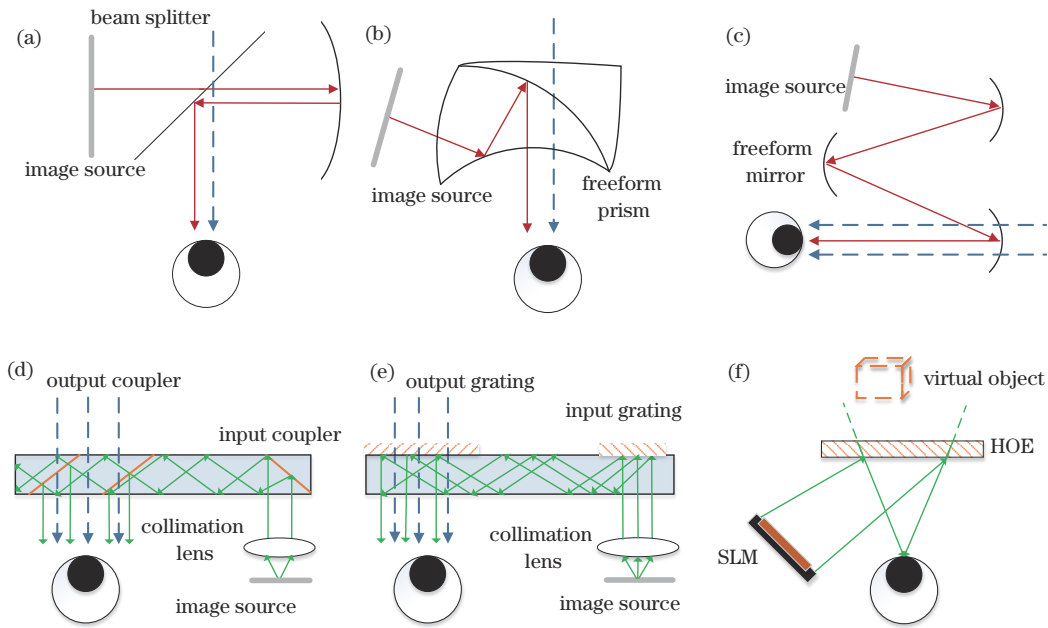 (a)
beam splitter
image source
(b)
image source
freeform
prism
(c)
image source
freeform
mirror
(d)
output coupler
input coupler
collimation
lens
image source
(e)
output grating
input grating
collimation
lens
image source
(f)
virtual object
HOE
SLM